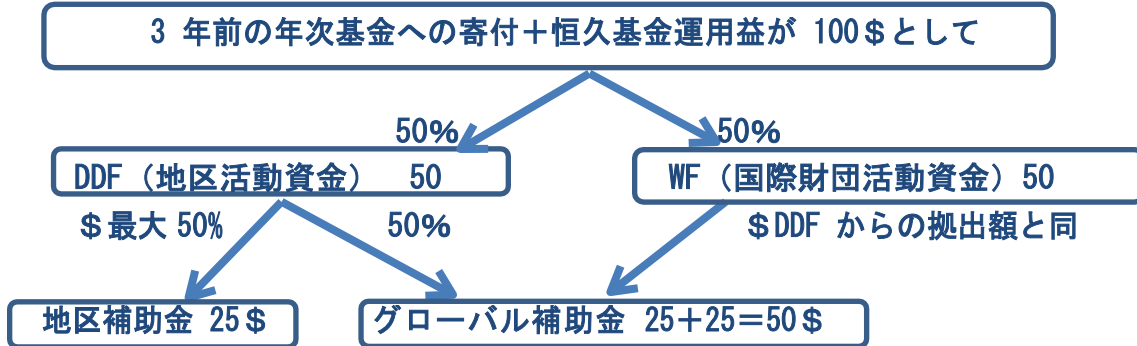 3 年前の年次基金への寄付＋恒久基金運用益が 100＄として
50％
50％
DDF（地区活動資金） 50
WF（国際財団活動資金）50
＄最大 50%
50％
＄DDF からの拠出額と同
地区補助金 25＄
グローバル補助金 25＋25＝50＄